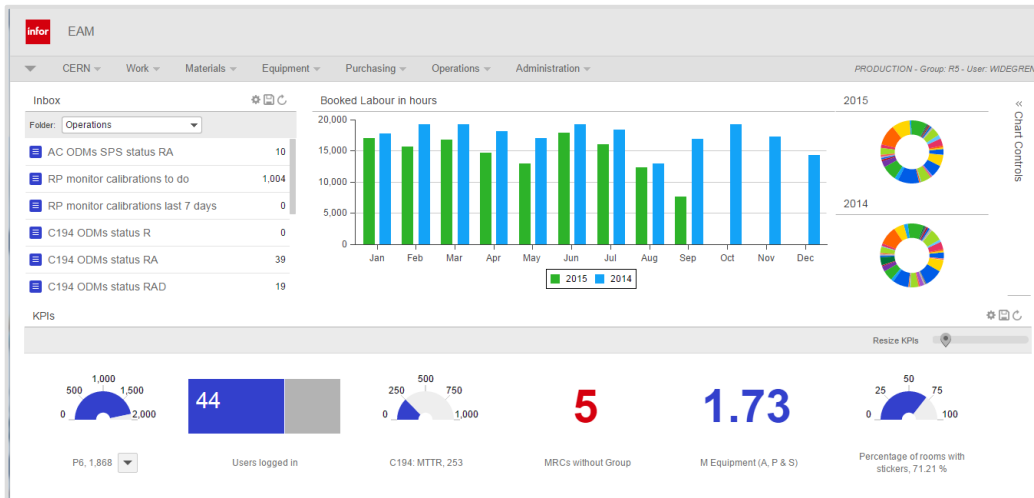 infor EAM
CERN Work Materials Equipment Purchasing Operations Administration PRODUCTION - Group: R5 - User: WIDEGREN
Inbox
Folder: Operations
AC ODMs SPS status RA 10
RP monitor calibrations to do 1,004
RP monitor calibrations last 7 days 0
C194 ODMs status R 0
C194 ODMs status RA 39
C194 ODMs status RAD 19
Booked Labour in hours
20,000
15,000
10,000
5,000
0
Jan Feb Mar Apr May Jun Jul Aug Sep Oct Nov Dec
2015 2014
2015
2014
« Chart Controls
KPIs
Resize KPIs
0 500 1,000 1,500 2,000
P6, 1,868
44
Users logged in
0 250 500 750 1,000
C194: MTTR, 253
5
MRCs without Group
1.73
M Equipment (A, P & S)
0 25 50 75 100
Percentage of rooms with
stickers, 71.21 %